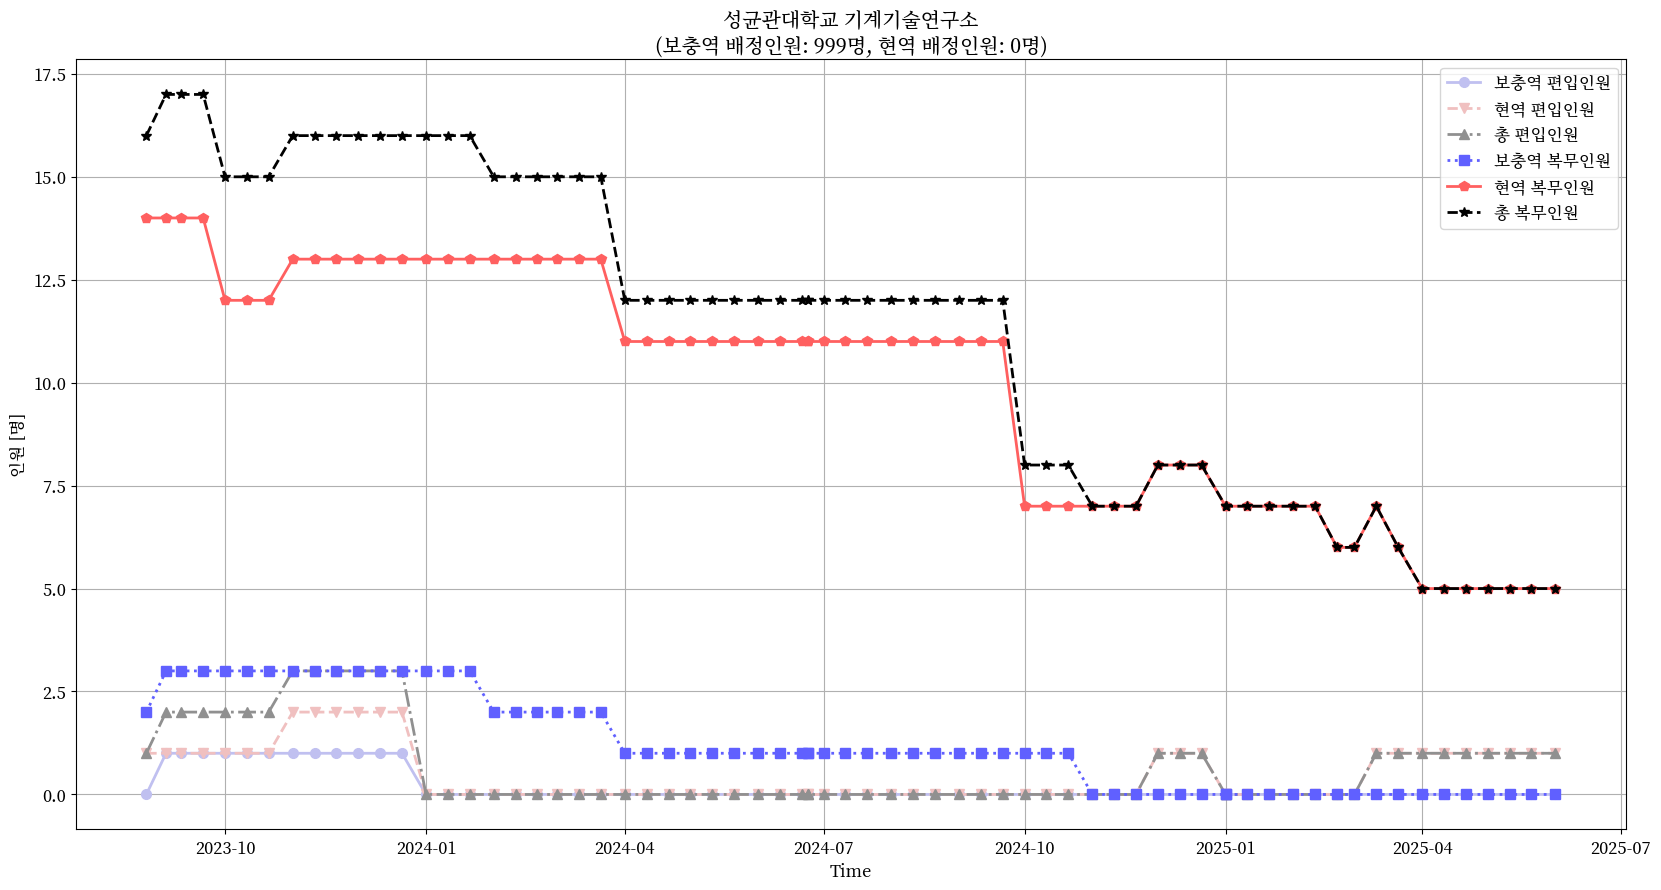 성균관대학교 기계기술연구소
(보충역 배정인원: 999명, 현역 배정인원: 0명)
보충역 편입인원
현역 편입인원
총 편입인원
보충역 복무인원
현역 복무인원
총 복무인원
인원 [명]
17.5
15.0
12.5
10.0
7.5
5.0
2.5
0.0
2023-10
2024-01
2024-04
2024-07
2024-10
2025-01
2025-04
2025-07
Time